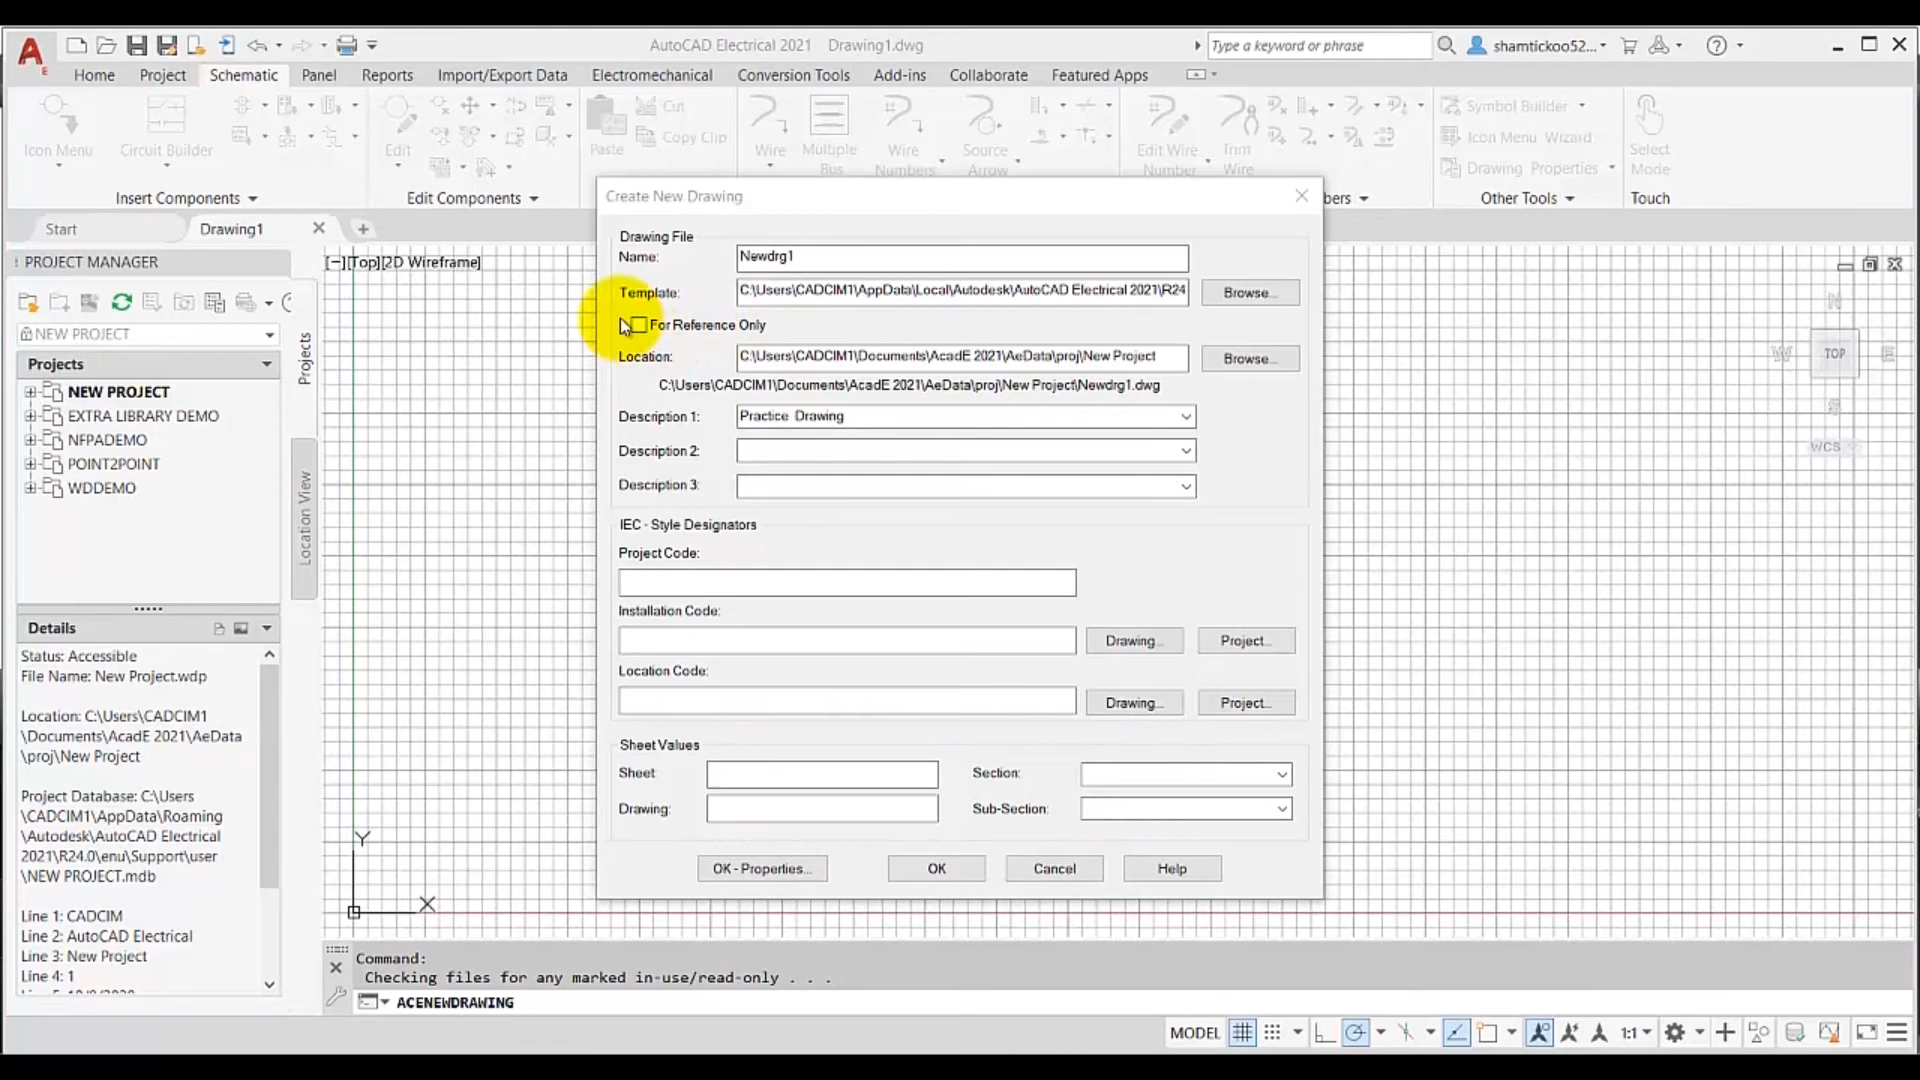 AutoCAD Electrical 2021 Drawing1.dwg
Type a keyword or phrase
shamtickoo52...
Home Project Schematic Panel Reports Import/Export Data Electromechanical Conversion Tools Add-ins Collaborate Featured Apps
Icon Menu
Circuit Builder
Edit
Paste
Cut
Copy Clip
Wire
Multiple
Bus
Wire
Numbers
Source
Arrow
Edit Wire
Number
Trim
Wire
Symbol Builder
Icon Menu Wizard
Drawing Properties
Select
Mode
Insert Components
Edit Components
bers
Other Tools
Touch
Start
Drawing1
PROJECT MANAGER
NEW PROJECT
Projects
NEW PROJECT
EXTRA LIBRARY DEMO
NFPADEMO
POINT2POINT
WDDEMO
Projects
Location View
Details
Status: Accessible
File Name: New Project.wdp
Location: C:\Users\CADCIM1
\Documents\AcadE 2021\AeData
\proj\New Project
Project Database: C:\Users
\CADCIM1\AppData\Roaming
\Autodesk\AutoCAD Electrical
2021\R24.0\enu\Support\user
\NEW PROJECT.mdb
Line 1: CADCIM
Line 2: AutoCAD Electrical
Line 3: New Project
Line 4: 1
[−][Top][2D Wireframe]
Create New Drawing
Drawing File
Name: Newdrg1
Template: C:\Users\CADCIM1\AppData\Local\Autodesk\AutoCAD Electrical 2021\R24 Browse...
For Reference Only
Location: C:\Users\CADCIM1\Documents\AcadE 2021\AeData\proj\New Project Browse...
C:\Users\CADCIM1\Documents\AcadE 2021\AeData\proj\New Project\Newdrg1.dwg
Description 1: Practice Drawing
Description 2:
Description 3:
IEC - Style Designators
Project Code:
Installation Code:
Drawing... Project...
Location Code:
Drawing... Project...
Sheet Values
Sheet Section:
Drawing: Sub-Section:
OK - Properties... OK Cancel Help
N
W TOP E
S
WCS
Y
X
Command:
Checking files for any marked in-use/read-only . . .
ACENEWDRAWING
MODEL 1:1